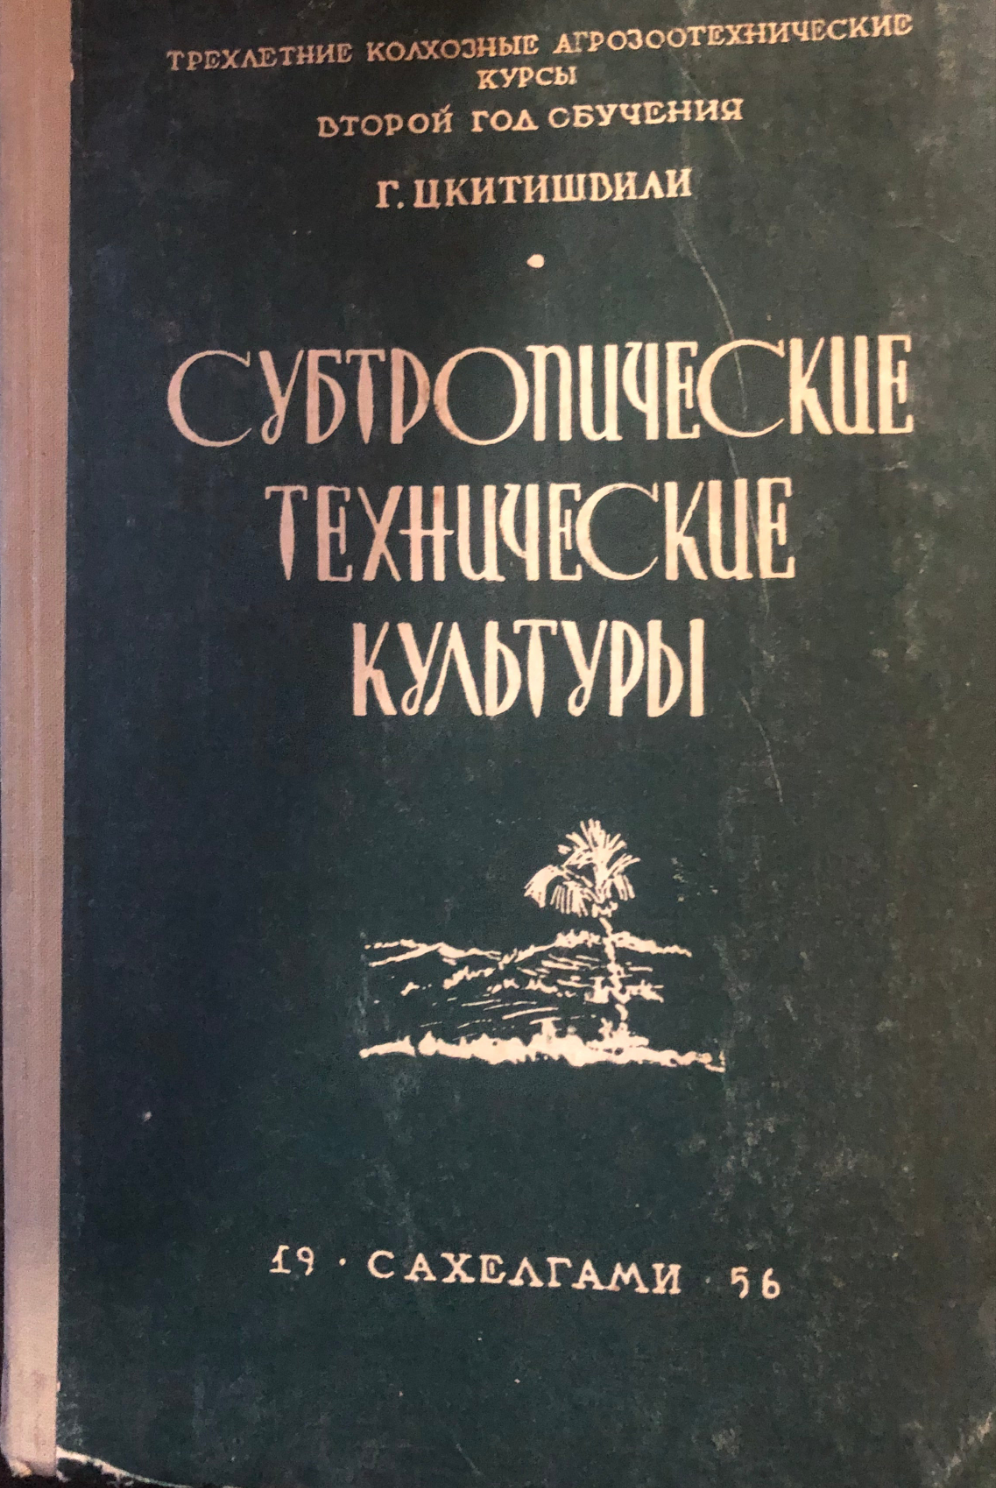 ТРЕХЛЕТНИЕ КОЛХОЗНЫЕ АГРОЗООТЕХНИЧЕСКИЕ
КУРСЫ
ВТОРОЙ ГОД ОБУЧЕНИЯ
Г. ЦКИТИШВИЛИ
СУБТРОПИЧЕСКИЕ
ТЕХНИЧЕСКИЕ
КУЛЬТУРЫ
19 · САХЕЛГАМИ · 56